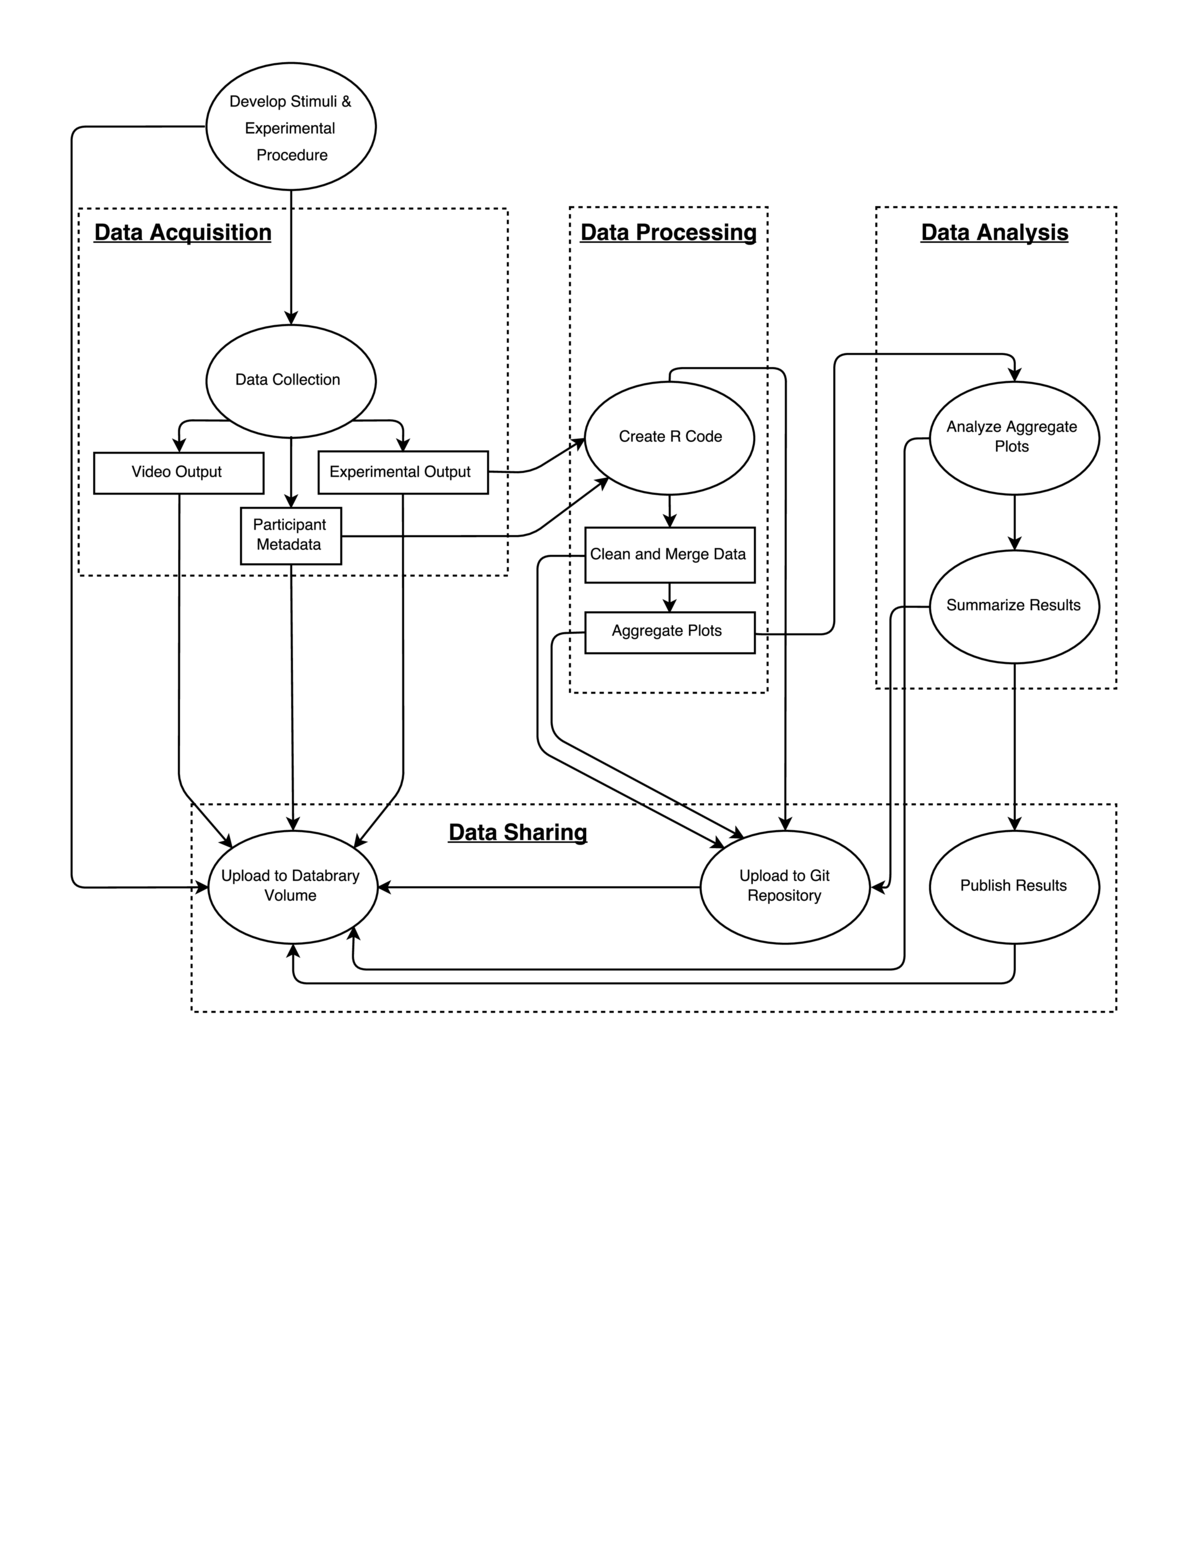 Develop Stimuli &
Experimental
Procedure
Data Acquisition
Data Collection
Video Output
Experimental Output
Participant
Metadata
Data Processing
Create R Code
Clean and Merge Data
Aggregate Plots
Data Analysis
Analyze Aggregate
Plots
Summarize Results
Data Sharing
Upload to Databrary
Volume
Upload to Git
Repository
Publish Results